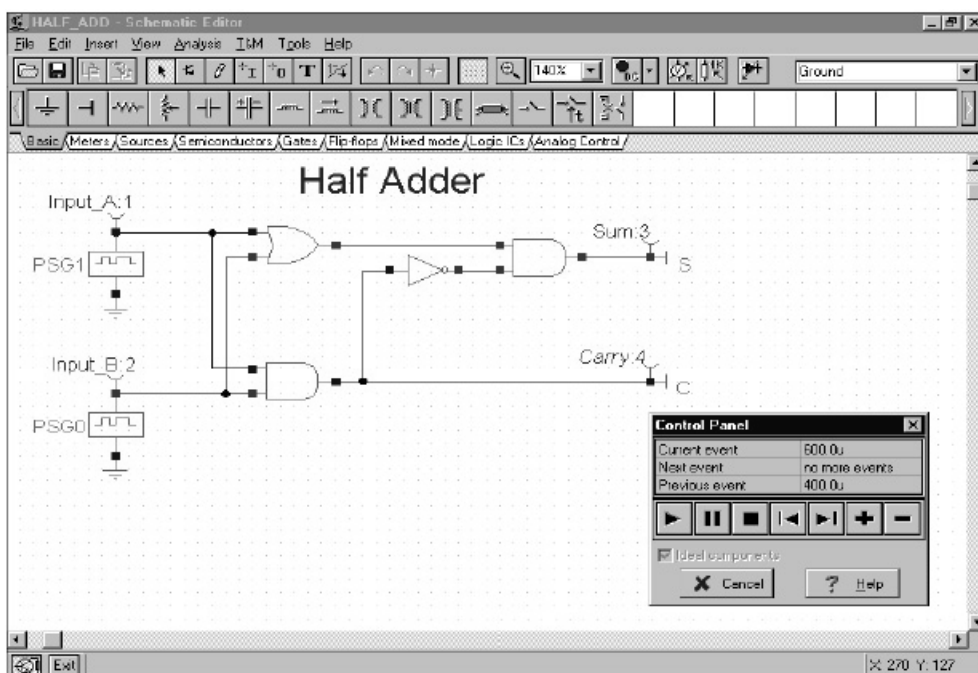 HALF_ADD - Schematic Editor
File Edit Insert View Analysis T&M Tools Help
T 140% DC Ground
Basic Meters Sources Semiconductors Gates Flip-flops Mixed mode Logic ICs Analog Control
Half Adder
Input_A:1
Sum:3
PSG1
S
Input_B:2
Carry:4
PSG0
C
Control Panel
Current event 600.0u
Next event no more events
Previous event 400.0u
Ideal components
Cancel
? Help
Exit
X: 270 Y: 127